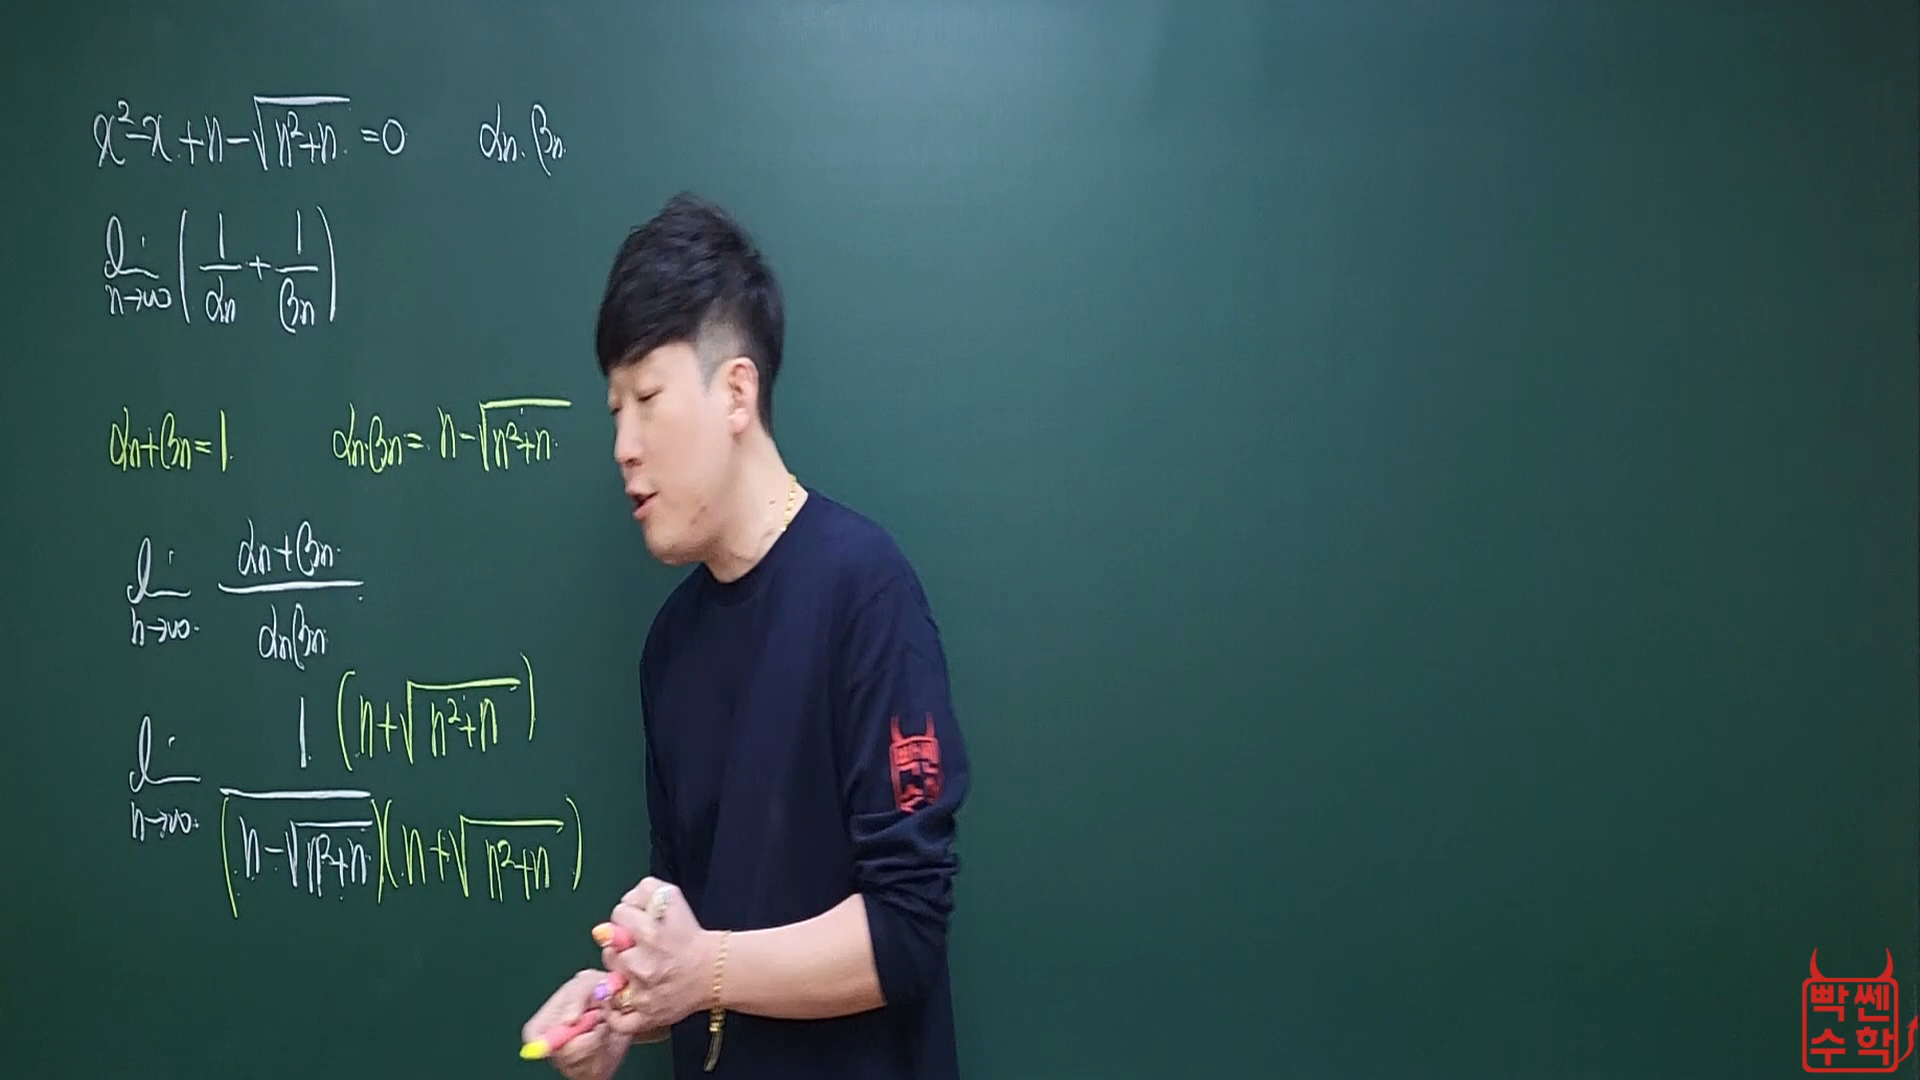 x²-x+n-√(n²+n) =0 αn. βn.
lim n→∞ (1/αn + 1/βn)
αn+βn=1. αn.βn=. n-√(n²+n).
lim n→∞. (αn+βn.)/(αnβn.)
lim n→∞. 1.(n+√(n²+n))/(n-√(n²+n))(n+√(n²+n))
빡쎈
수학